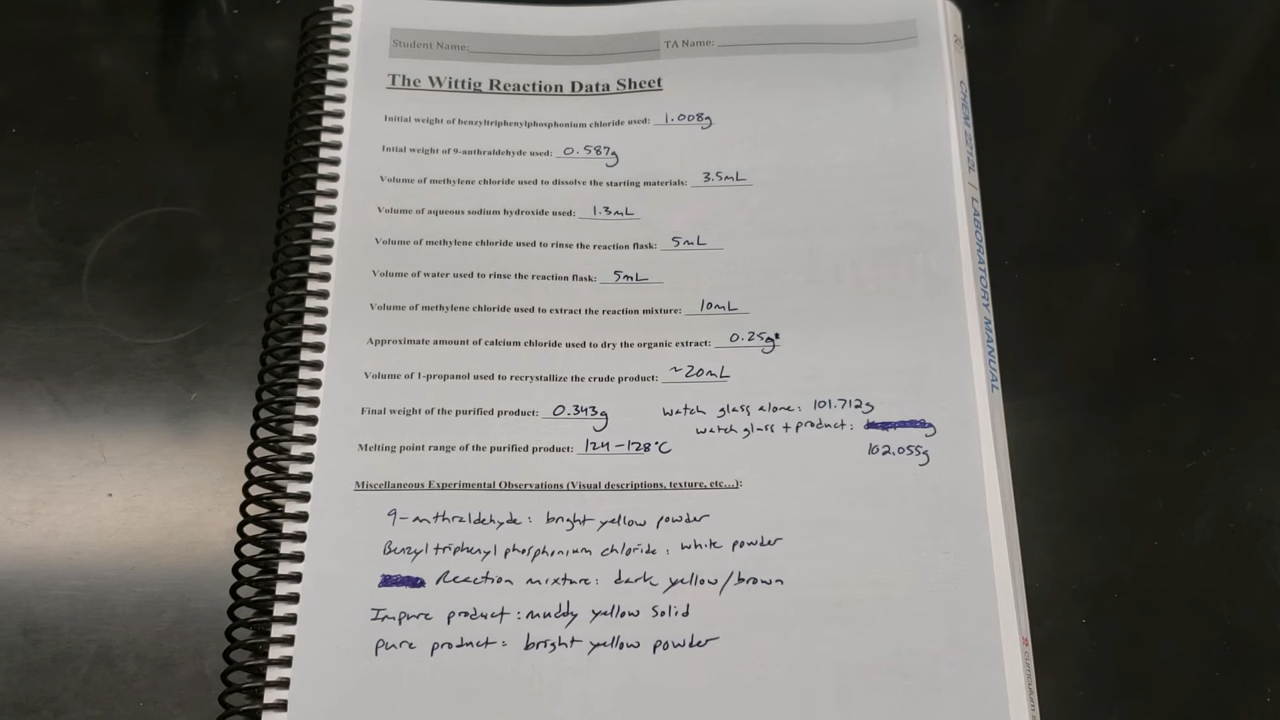 Student Name: TA Name:
The Wittig Reaction Data Sheet
Initial weight of benzyltriphenylphosphonium chloride used: 1.008g
Intial weight of 9-anthraldehyde used: 0.587g
Volume of methylene chloride used to dissolve the starting materials: 3.5mL
Volume of aqueous sodium hydroxide used: 1.3mL
Volume of methylene chloride used to rinse the reaction flask: 5mL
Volume of water used to rinse the reaction flask: 5mL
Volume of methylene chloride used to extract the reaction mixture: 10mL
Approximate amount of calcium chloride used to dry the organic extract: 0.25g
Volume of 1-propanol used to recrystallize the crude product: ~20mL
Final weight of the purified product: 0.343g watch glass alone: 101.712g
watch glass + product: g
Melting point range of the purified product: 124-128°C 102.055g
Miscellaneous Experimental Observations (Visual descriptions, texture, etc...):
9-anthraldehyde: bright yellow powder
Benzyl triphenyl phosphonium chloride: white powder
Reaction mixture: dark yellow/brown
Impure product: muddy yellow solid
pure product: bright yellow powder
CHEM 2212L / LABORATORY MANUAL